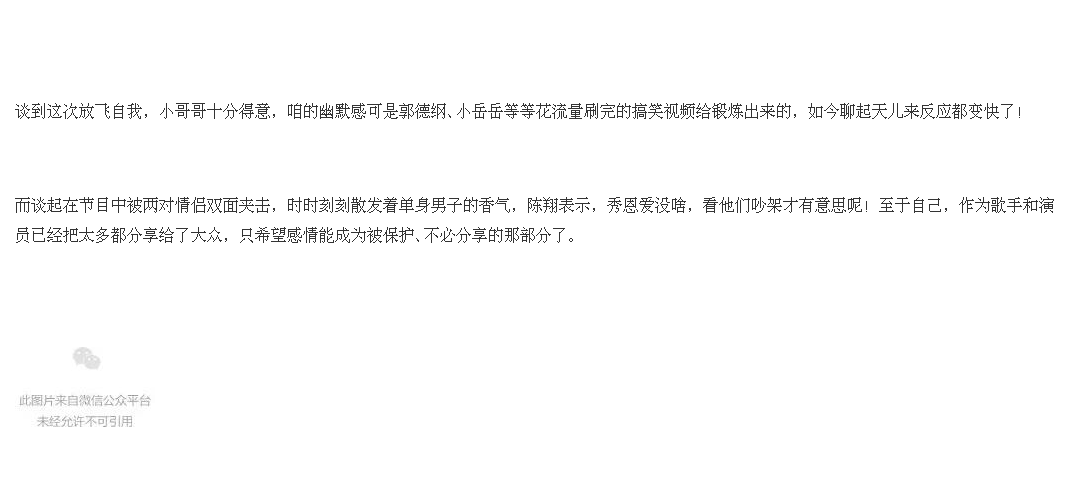 谈到这次放飞自我，小哥哥十分得意，咱的幽默感可是郭德纲、小岳岳等等花流量刷完的搞笑视频给锻炼出来的，如今聊起天儿来反应都变快了！
而谈起在节目中被两对情侣双面夹击，时时刻刻散发着单身男子的香气，陈翔表示，秀恩爱没啥，看他们吵架才有意思呢！至于自己，作为歌手和演
员已经把太多都分享给了大众，只希望感情能成为被保护、不必分享的那部分了。
此图片来自微信公众平台
未经允许不可引用